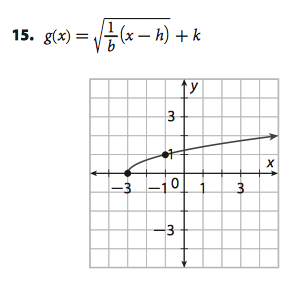 15. g(x) = √(1/b (x – h)) + k
y
3
1
x
–3 –1 0 1 3
–3